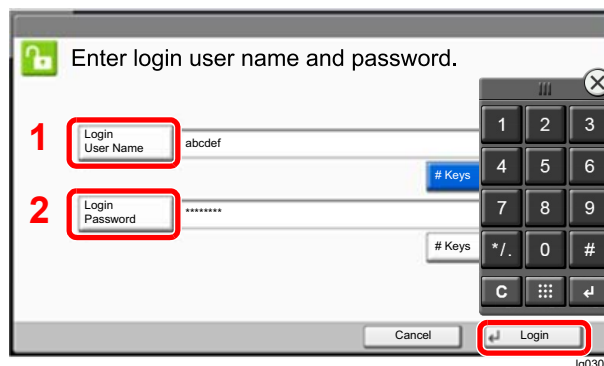 Enter login user name and password.
1
Login
User Name
abcdef
# Keys
2
Login
Password
********
# Keys
1 2 3
4 5 6
7 8 9
*/. 0 #
C
Cancel
Login